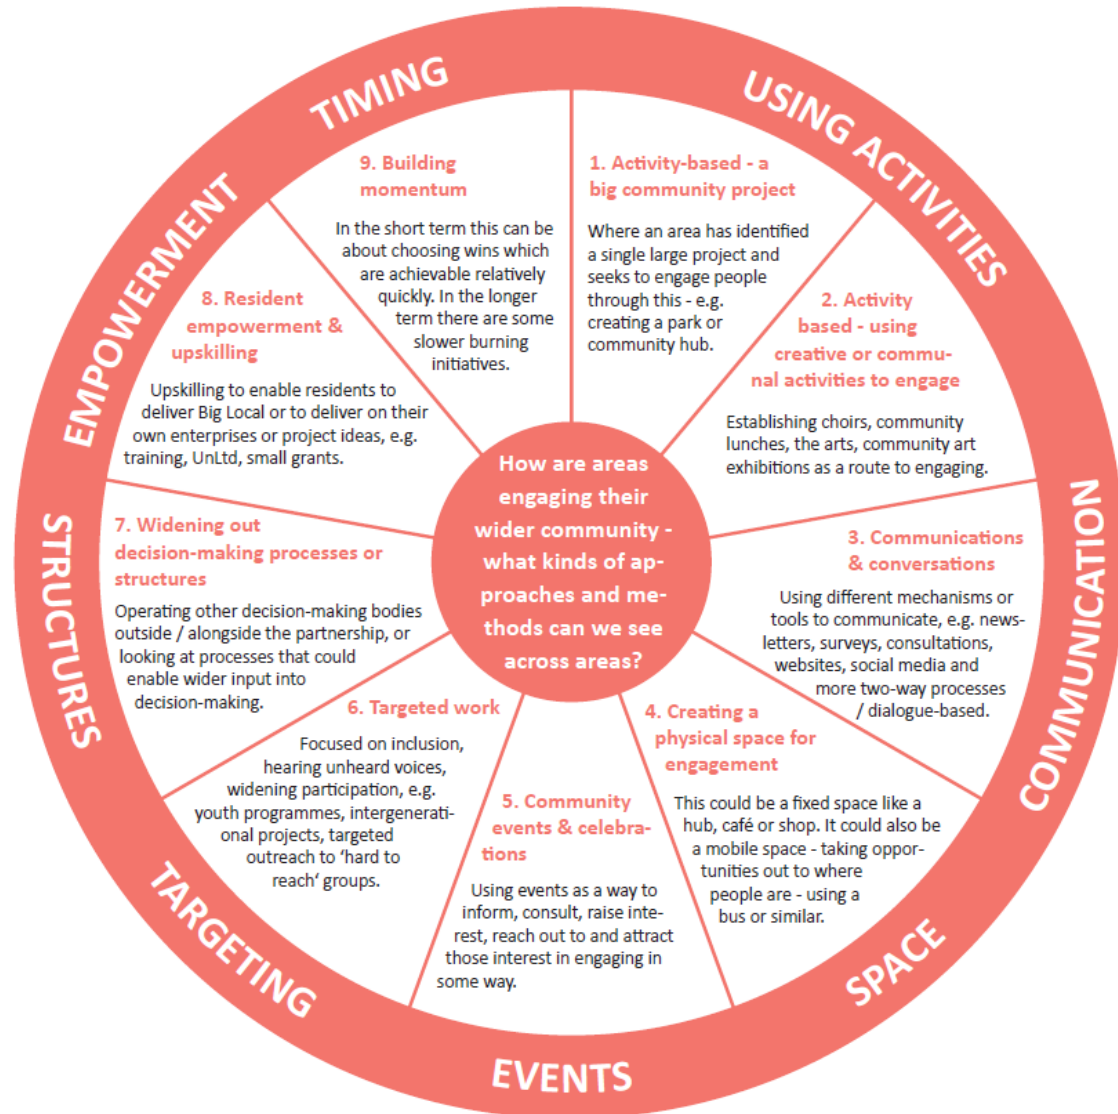 TIMING
USING ACTIVITIES
COMMUNICATION
SPACE
EVENTS
TARGETING
STRUCTURES
EMPOWERMENT
How are areas
engaging their
wider community -
what kinds of ap-
proaches and me-
thods can we see
across areas?
1. Activity-based - a
big community project
Where an area has identified
a single large project and
seeks to engage people
through this - e.g.
creating a park or
community hub.
2. Activity
based - using
creative or commu-
nal activities to engage
Establishing choirs, community
lunches, the arts, community art
exhibitions as a route to engaging.
3. Communications
& conversations
Using different mechanisms or
tools to communicate, e.g. news-
letters, surveys, consultations,
websites, social media and
more two-way processes
/ dialogue-based.
4. Creating a
physical space for
engagement
This could be a fixed space like a
hub, café or shop. It could also be
a mobile space - taking oppor-
tunities out to where
people are - using a
bus or similar.
5. Community
events & celebra-
tions
Using events as a way to
inform, consult, raise inte-
rest, reach out to and attract
those interest in engaging in
some way.
6. Targeted work
Focused on inclusion,
hearing unheard voices,
widening participation, e.g.
youth programmes, intergenerati-
onal projects, targeted
outreach to ‘hard to
reach‘ groups.
7. Widening out
decision-making processes or
structures
Operating other decision-making bodies
outside / alongside the partnership, or
looking at processes that could
enable wider input into
decision-making.
8. Resident
empowerment &
upskilling
Upskilling to enable residents to
deliver Big Local or to deliver on their
own enterprises or project ideas, e.g.
training, UnLtd, small grants.
9. Building
momentum
In the short term this can be
about choosing wins which
are achievable relatively
quickly. In the longer
term there are some
slower burning
initiatives.